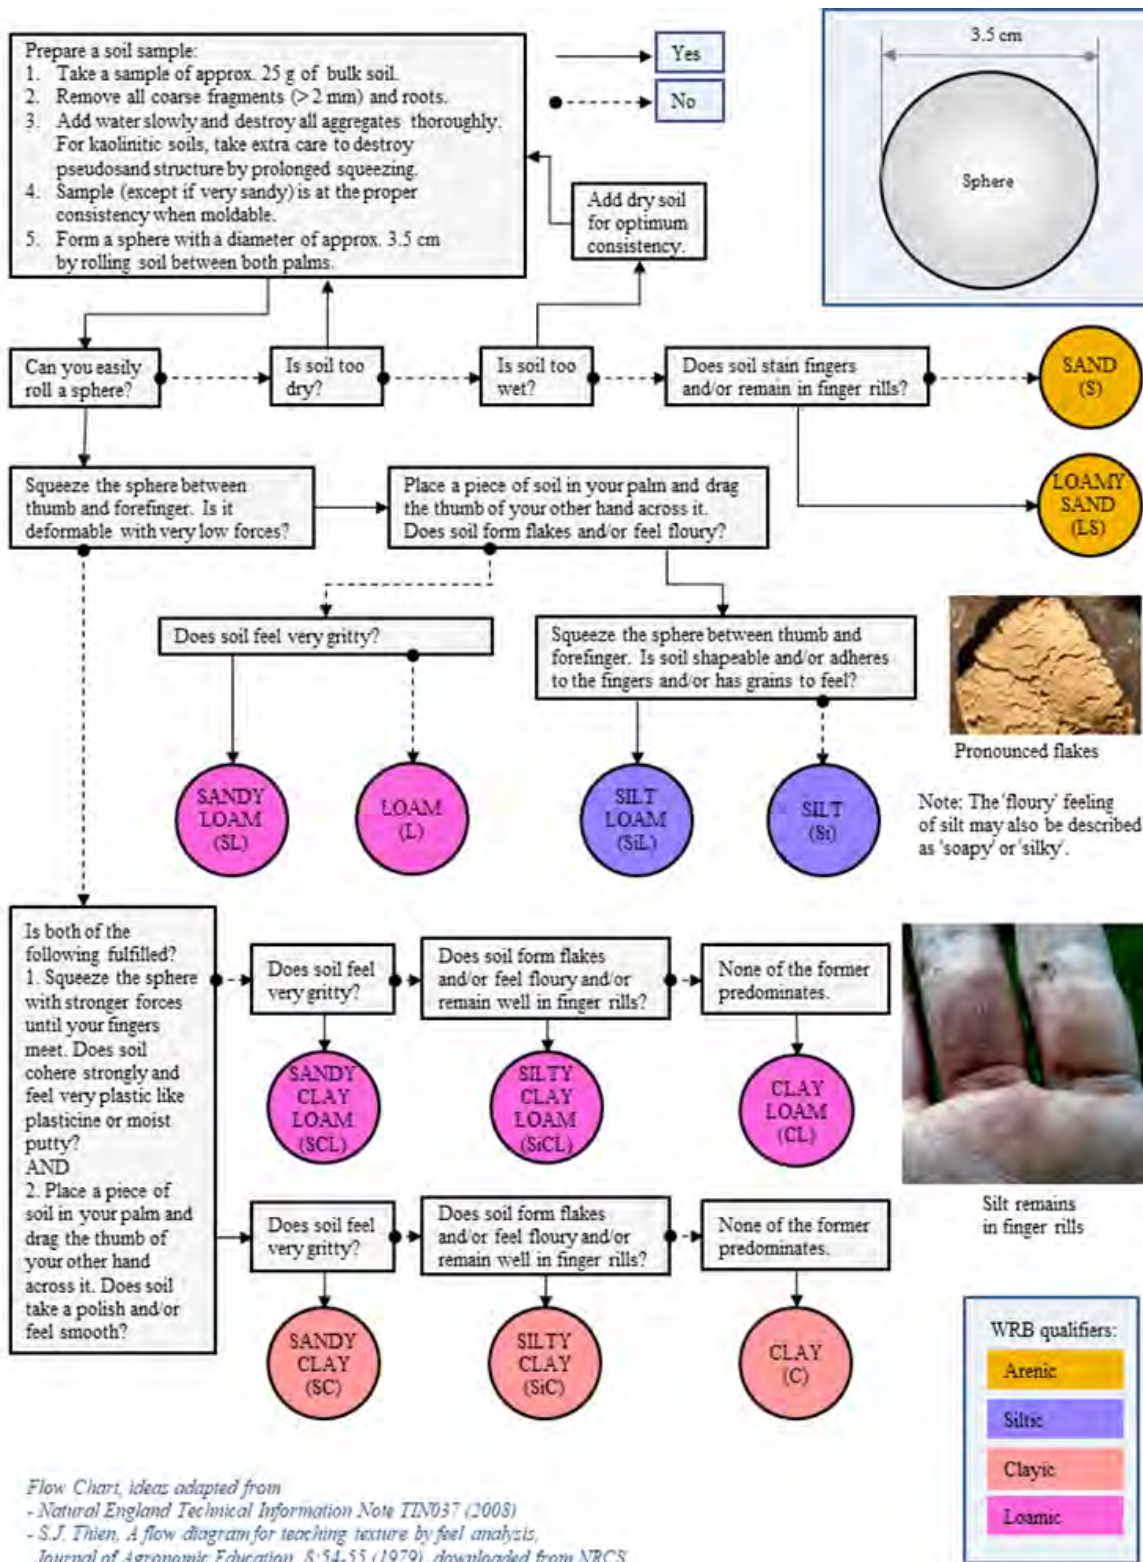 Prepare a soil sample:
1. Take a sample of approx. 25 g of bulk soil.
2. Remove all coarse fragments (> 2 mm) and roots.
3. Add water slowly and destroy all aggregates thoroughly.
For kaolinitic soils, take extra care to destroy
pseudosand structure by prolonged squeezing.
4. Sample (except if very sandy) is at the proper
consistency when moldable.
5. Form a sphere with a diameter of approx. 3.5 cm
by rolling soil between both palms.
Yes
No
Add dry soil
for optimum
consistency.
3.5 cm
Sphere
Can you easily
roll a sphere?
Is soil too
dry?
Is soil too
wet?
Does soil stain fingers
and/or remain in finger rills?
SAND
(S)
LOAMY
SAND
(LS)
Squeeze the sphere between
thumb and forefinger. Is it
deformable with very low forces?
Place a piece of soil in your palm and drag
the thumb of your other hand across it.
Does soil form flakes and/or feel floury?
Does soil feel very gritty?
Squeeze the sphere between thumb and
forefinger. Is soil shapeable and/or adheres
to the fingers and/or has grains to feel?
Pronounced flakes
SANDY
LOAM
(SL)
LOAM
(L)
SILT
LOAM
(SiL)
SILT
(Si)
Note: The 'floury' feeling
of silt may also be described
as 'soapy' or 'silky'.
Is both of the
following fulfilled?
1. Squeeze the sphere
with stronger forces
until your fingers
meet. Does soil
cohere strongly and
feel very plastic like
plasticine or moist
putty?
AND
2. Place a piece of
soil in your palm and
drag the thumb of
your other hand
across it. Does soil
take a polish and/or
feel smooth?
Does soil feel
very gritty?
Does soil form flakes
and/or feel floury and/or
remain well in finger rills?
None of the former
predominates.
SANDY
CLAY
LOAM
(SCL)
SILTY
CLAY
LOAM
(SiCL)
CLAY
LOAM
(CL)
Silt remains
in finger rills
Does soil feel
very gritty?
Does soil form flakes
and/or feel floury and/or
remain well in finger rills?
None of the former
predominates.
SANDY
CLAY
(SC)
SILTY
CLAY
(SiC)
CLAY
(C)
WRB qualifiers:
Arenic
Siltic
Clayic
Loamic
Flow Chart, ideas adapted from
- Natural England Technical Information Note TIN037 (2008)
- S.J. Thien, A flow diagram for teaching texture by feel analysis,
Journal of Agronomic Education, 8:54-55 (1979), downloaded from NRCS